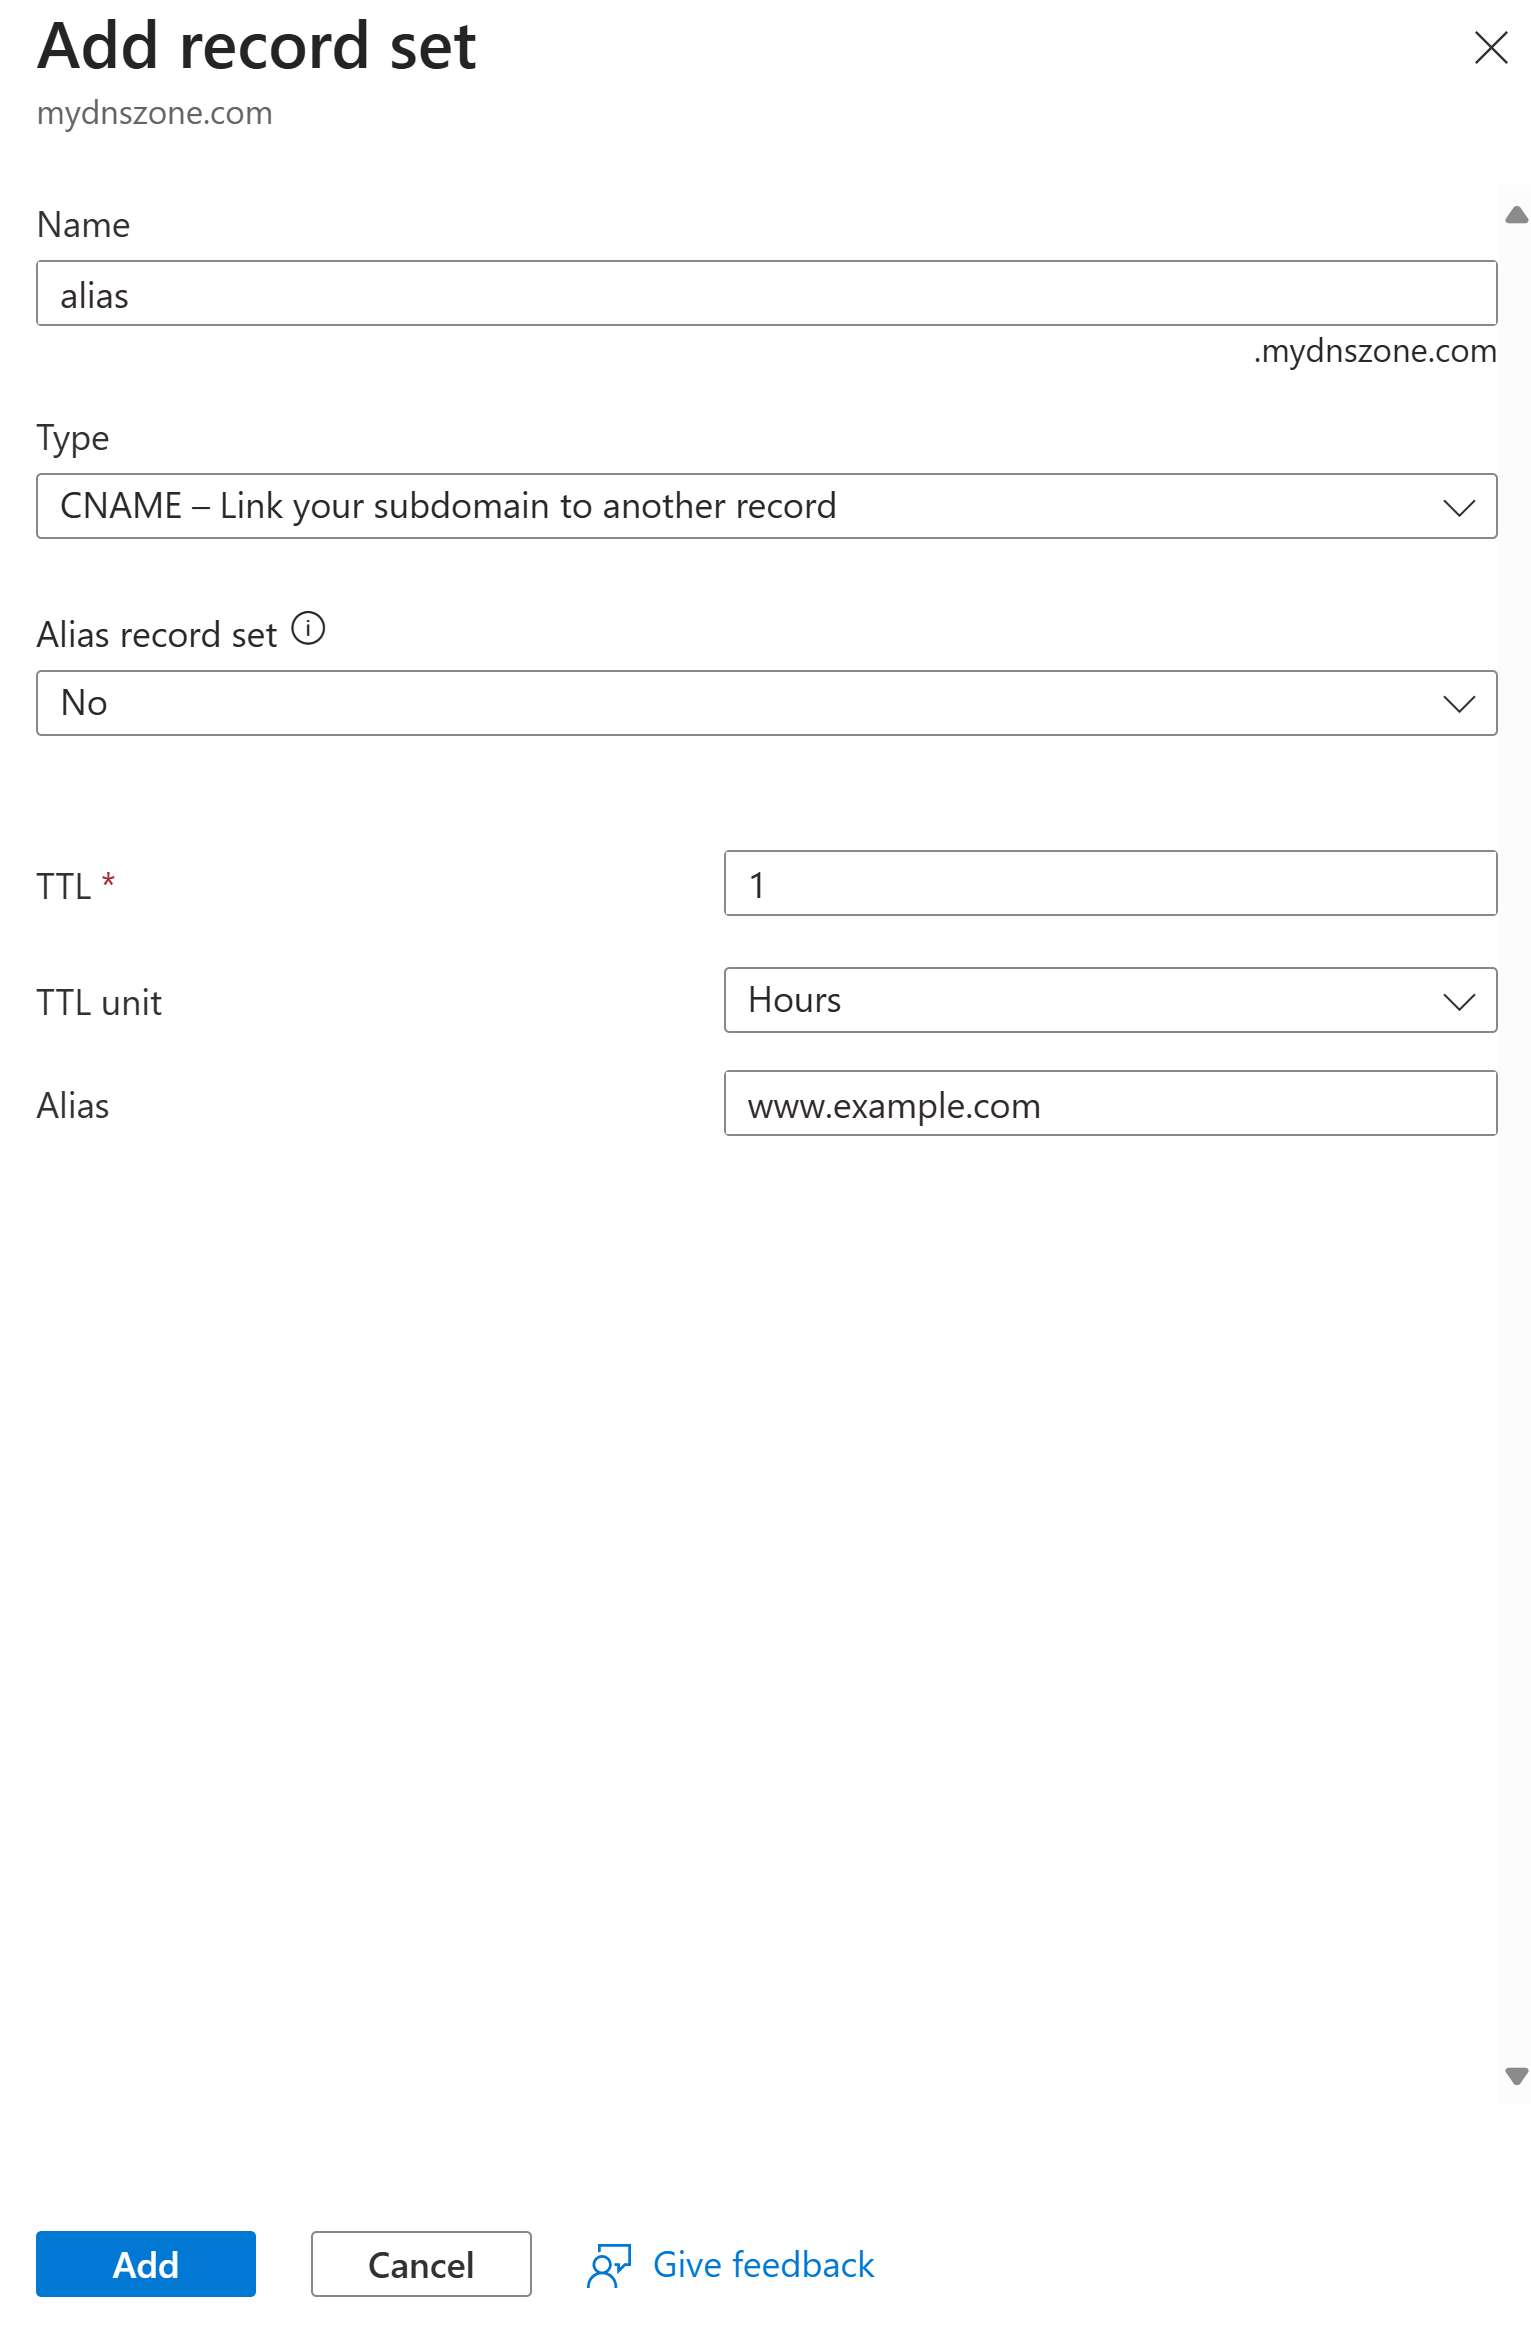 Add record set
mydnszone.com
Name
alias
.mydnszone.com
Type
CNAME – Link your subdomain to another record
Alias record set
No
TTL *
1
TTL unit
Hours
Alias
www.example.com
Add
Cancel
Give feedback